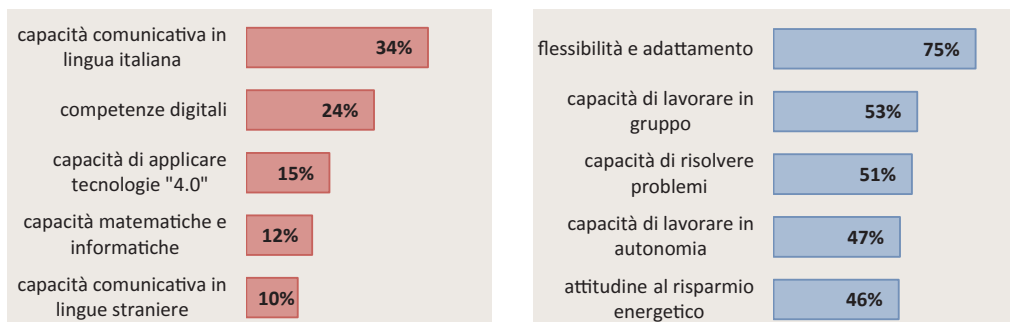 capacità comunicativa in
lingua italiana
34%
competenze digitali
24%
capacità di applicare
tecnologie "4.0"
15%
capacità matematiche e
informatiche
12%
capacità comunicativa in
lingue straniere
10%
flessibilità e adattamento
75%
capacità di lavorare in
gruppo
53%
capacità di risolvere
problemi
51%
capacità di lavorare in
autonomia
47%
attitudine al risparmio
energetico
46%